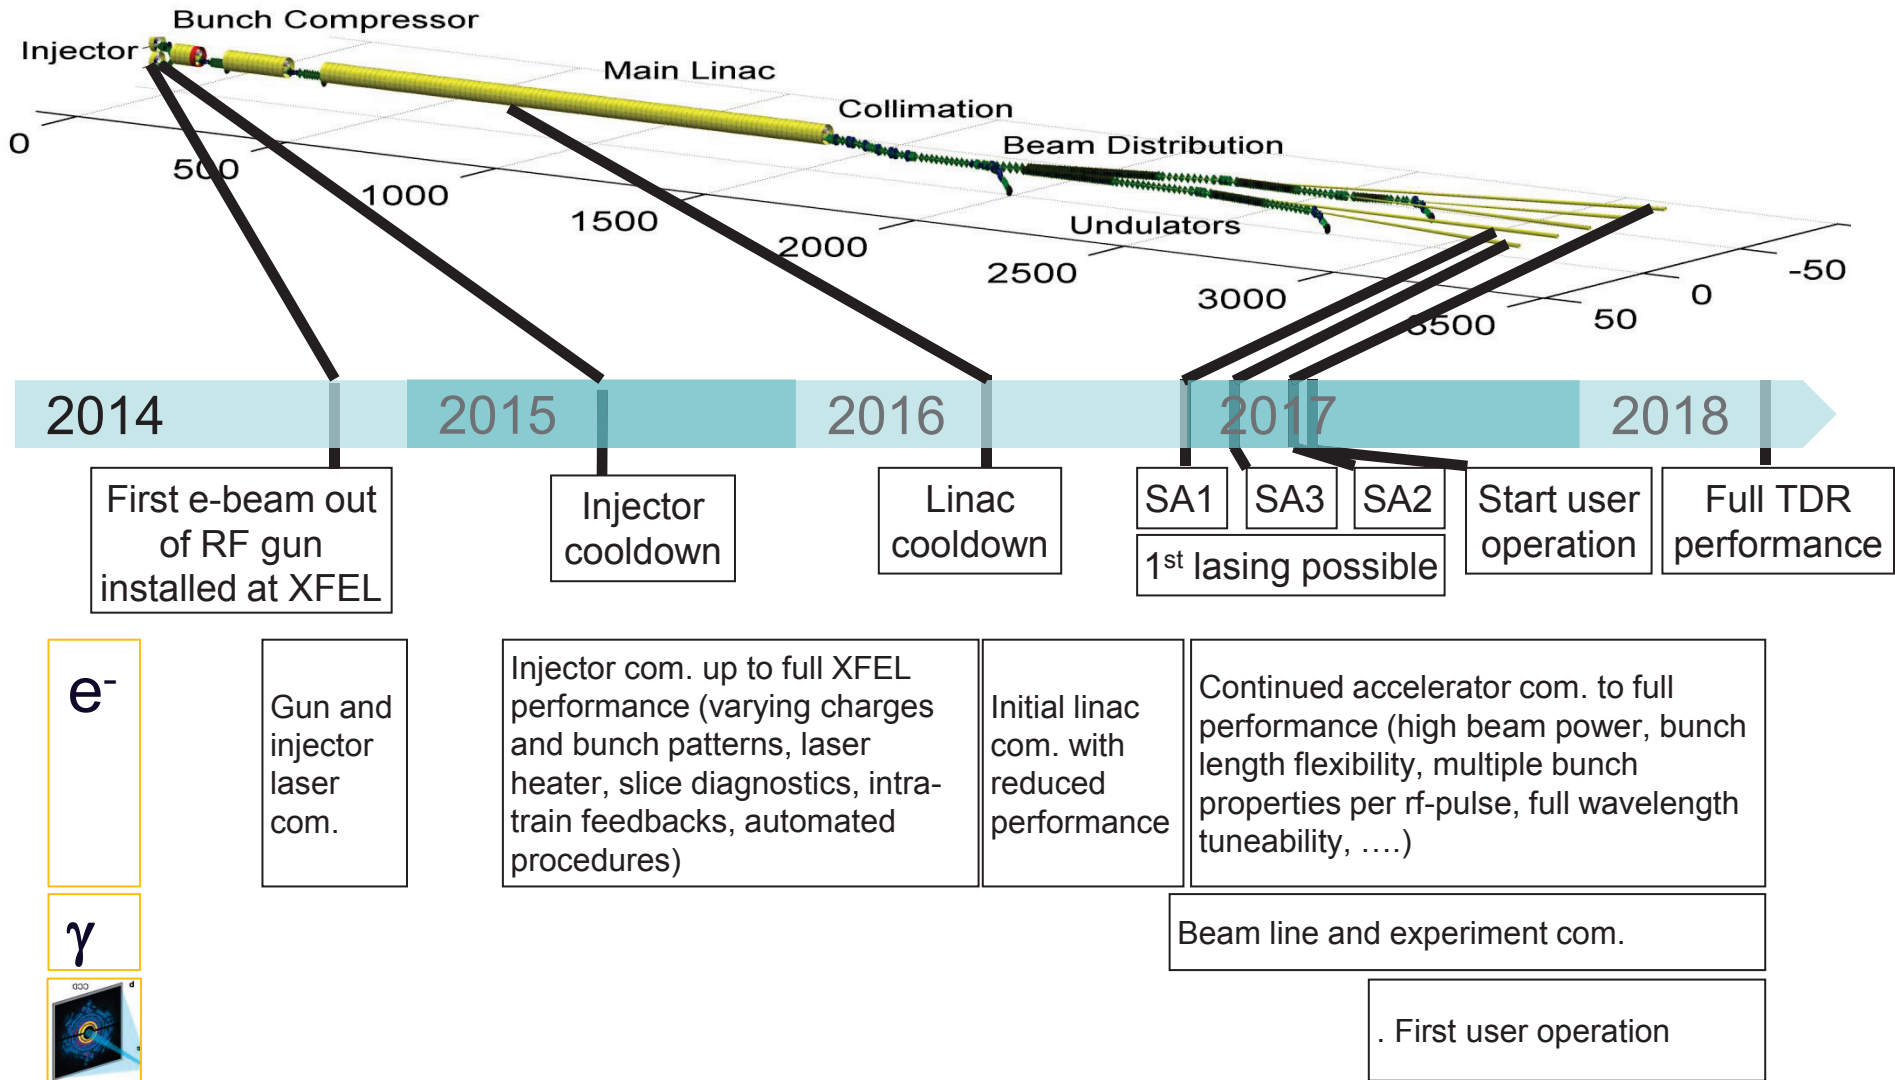 Bunch Compressor
Injector
Main Linac
Collimation
Beam Distribution
Undulators
0
500
1000
1500
2000
2500
3000
3500
50
0
-50
2014
2015
2016
2017
2018
First e-beam out
of RF gun
installed at XFEL
Injector
cooldown
Linac
cooldown
SA1
SA3
SA2
1st lasing possible
Start user
operation
Full TDR
performance
e-
Gun and
injector
laser
com.
Injector com. up to full XFEL
performance (varying charges
and bunch patterns, laser
heater, slice diagnostics, intra-
train feedbacks, automated
procedures)
Initial linac
com. with
reduced
performance
Continued accelerator com. to full
performance (high beam power, bunch
length flexibility, multiple bunch
properties per rf-pulse, full wavelength
tuneability, ….)
γ
Beam line and experiment com.
CCD
. First user operation